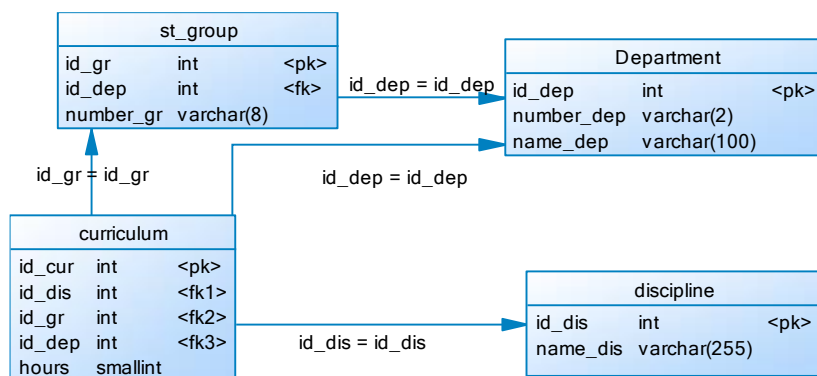 st_group
id_gr int <pk>
id_dep int <fk>
number_gr varchar(8)
id_dep = id_dep
Department
id_dep int <pk>
number_dep varchar(2)
name_dep varchar(100)
id_gr = id_gr
id_dep = id_dep
curriculum
id_cur int <pk>
id_dis int <fk1>
id_gr int <fk2>
id_dep int <fk3>
hours smallint
id_dis = id_dis
discipline
id_dis int <pk>
name_dis varchar(255)